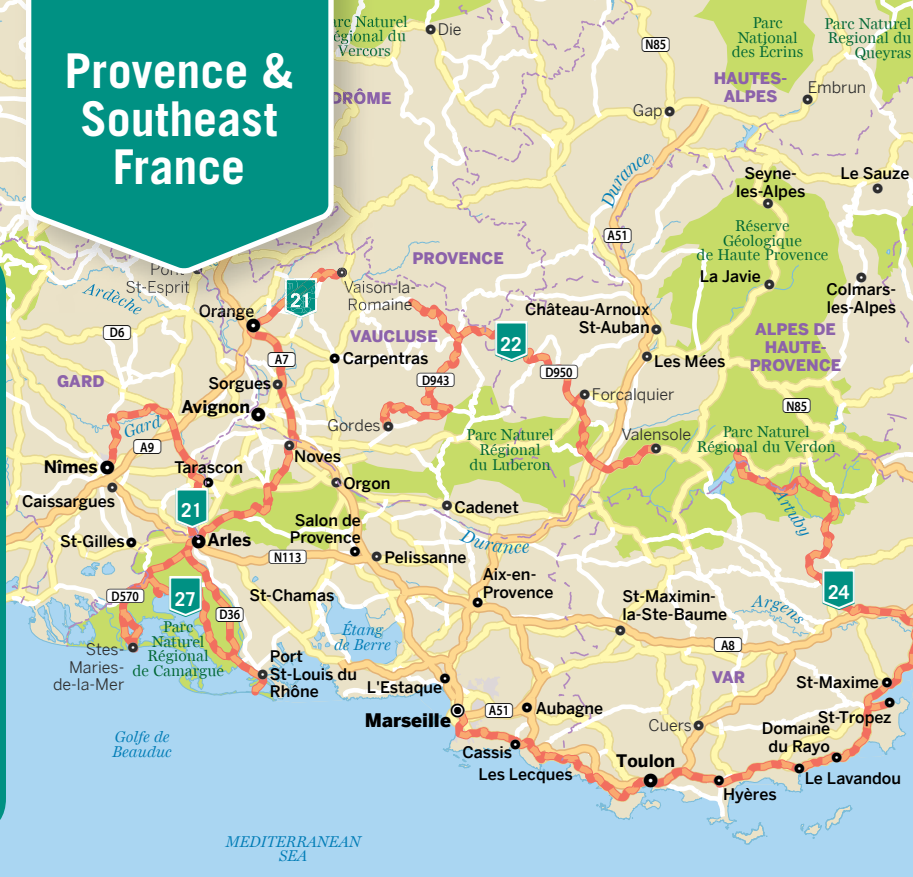 Provence &
Southeast
France
Parc Naturel
Régional du
Vercors
Die
N85
Parc
National
des Écrins
Parc Naturel
Regional du
Queyras
DRÔME
HAUTES-
ALPES
Embrun
Gap
Durance
Seyne-
les-Alpes
Le Sauze
A51
Réserve
Géologique
de Haute Provence
PROVENCE
Pont
St-Esprit
Ardèche
21
Vaison-la-
Romaine
La Javie
Colmars-
les-Alpes
Orange
Château-Arnoux
St-Auban
D6
VAUCLUSE
22
ALPES DE
HAUTE-
PROVENCE
A7
Carpentras
Les Mées
GARD
D943
D950
Sorgues
Forcalquier
N85
Avignon
Gordes
Gard
A9
Parc Naturel
Régional
du Luberon
Valensole
Parc Naturel
Régional du Verdon
Noves
Nîmes
Tarascon
Caissargues
Orgon
21
Cadenet
Artuby
Salon de
Provence
St-Gilles
Arles
Durance
N113
Pelissanne
Aix-en-
Provence
D570
27
D36
St-Chamas
St-Maximin-
la-Ste-Baume
Argens
24
Parc
Naturel
Régional
de Camargue
Étang
de Berre
A8
Stes-
Maries-
de-la-Mer
Port
St-Louis du
Rhône
L'Estaque
VAR
St-Maxime
Marseille
A51
Aubagne
St-Tropez
Cuers
Domaine
du Rayo
Golfe de
Beauduc
Cassis
Les Lecques
Toulon
Le Lavandou
Hyères
MEDITERRANEAN
SEA